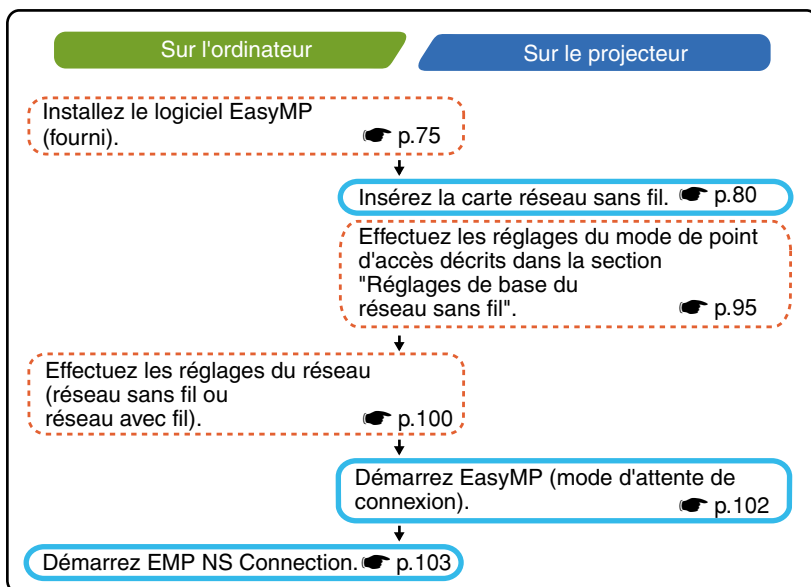 Sur l'ordinateur
Sur le projecteur
Installez le logiciel EasyMP
(fourni). ☛ p.75
Insérez la carte réseau sans fil. ☛ p.80
Effectuez les réglages du mode de point
d'accès décrits dans la section
"Réglages de base du
réseau sans fil". ☛ p.95
Effectuez les réglages du réseau
(réseau sans fil ou
réseau avec fil). ☛ p.100
Démarrez EasyMP (mode d'attente de
connexion). ☛ p.102
Démarrez EMP NS Connection. ☛ p.103